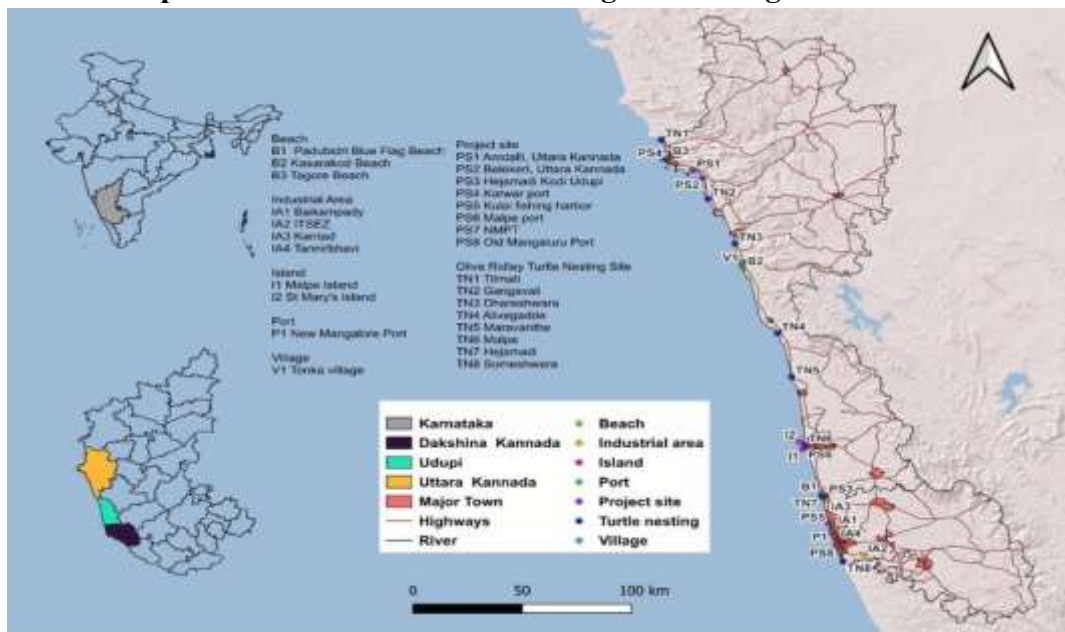 Beach
B1 Padubidri Blue Flag Beach
B2 Kasarakod Beach
B3 Tagore Beach
Industrial Area
IA1 Baikampady
IA2 ITSEZ
IA3 Karnad
IA4 Tannirbhavi
Island
I1 Malpe Island
I2 St Mary's Island
Port
P1 New Mangalore Port
Village
V1 Tonka village
Project site
PS1 Amdalli, Uttara Kannada
PS2 Belekeri, Uttara Kannada
PS3 Hejamadi Kodi Udupi
PS4 Karwar port
PS5 Kulai fishing harbor
PS6 Malpe port
PS7 NMPT
PS8 Old Mangaluru Port
Olive Ridley Turtle Nesting Site
TN1 Tilmati
TN2 Gangavali
TN3 Dhareshwara
TN4 Alivegadde
TN5 Maravanthe
TN6 Malpe
TN7 Hejamadi
TN8 Someshwara
Karnataka
Dakshina Kannada
Udupi
Uttara Kannada
Major Town
Highways
River
Beach
Industrial area
Island
Port
Project site
Turtle nesting
Village
0 50 100 km
TN1
PS4 B3
PS1
PS2
TN2
TN3
V1 B2
TN4
TN5
I2 TN6
I1 PS6
B1 PS3
TN7 IA3
PS5 IA1
P1 IA4
PS8 IA2
TN8